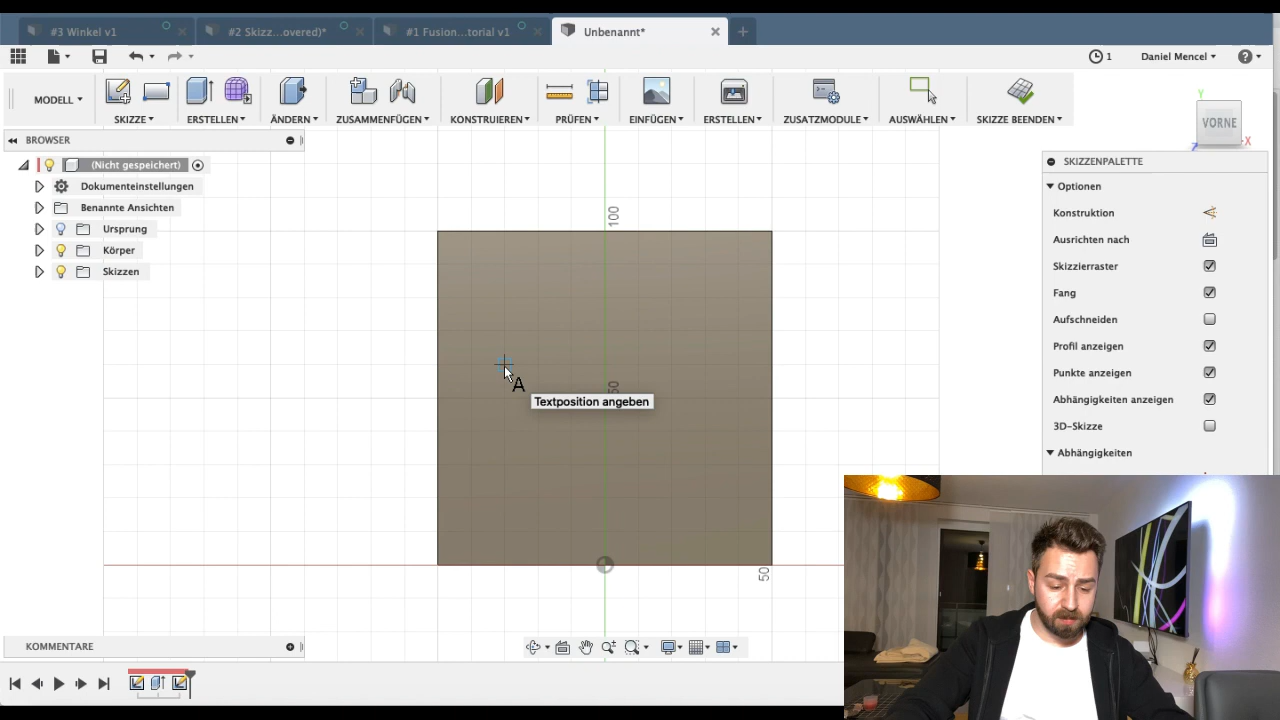 #3 Winkel v1
#2 Skizz...overed)*
#1 Fusion...torial v1
Unbenannt*
1
Daniel Mencel
?
MODELL
SKIZZE
ERSTELLEN
ÄNDERN
ZUSAMMENFÜGEN
KONSTRUIEREN
PRÜFEN
EINFÜGEN
ERSTELLEN
ZUSATZMODULE
AUSWÄHLEN
SKIZZE BEENDEN
BROWSER
(Nicht gespeichert)
Dokumenteinstellungen
Benannte Ansichten
Ursprung
Körper
Skizzen
100
50
50
A
Textposition angeben
Y
VORNE
X
Z
SKIZZENPALETTE
Optionen
Konstruktion
Ausrichten nach
Skizzierraster
Fang
Aufschneiden
Profil anzeigen
Punkte anzeigen
Abhängigkeiten anzeigen
3D-Skizze
Abhängigkeiten
KOMMENTARE